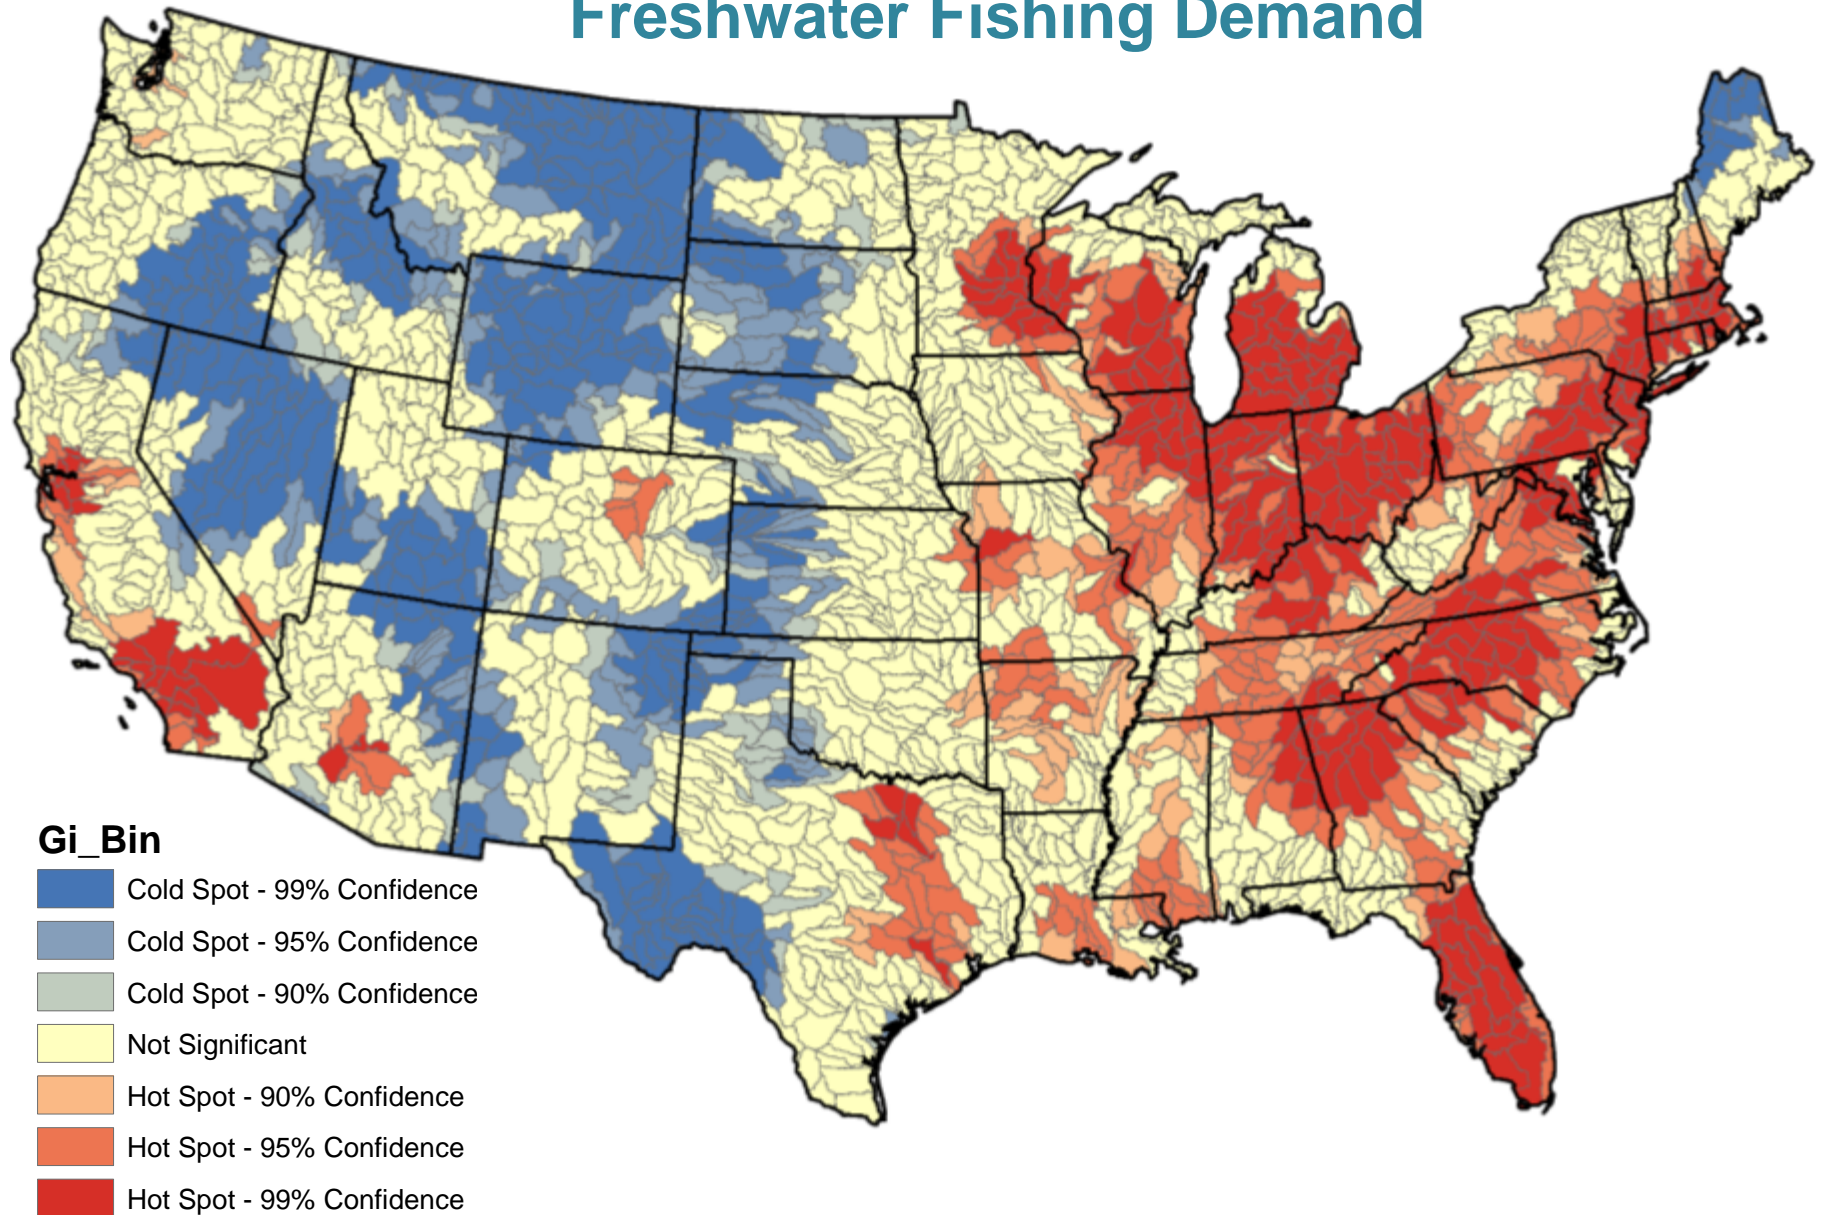 Freshwater Fishing Demand
Gi_Bin
Cold Spot - 99% Confidence
Cold Spot - 95% Confidence
Cold Spot - 90% Confidence
Not Significant
Hot Spot - 90% Confidence
Hot Spot - 95% Confidence
Hot Spot - 99% Confidence